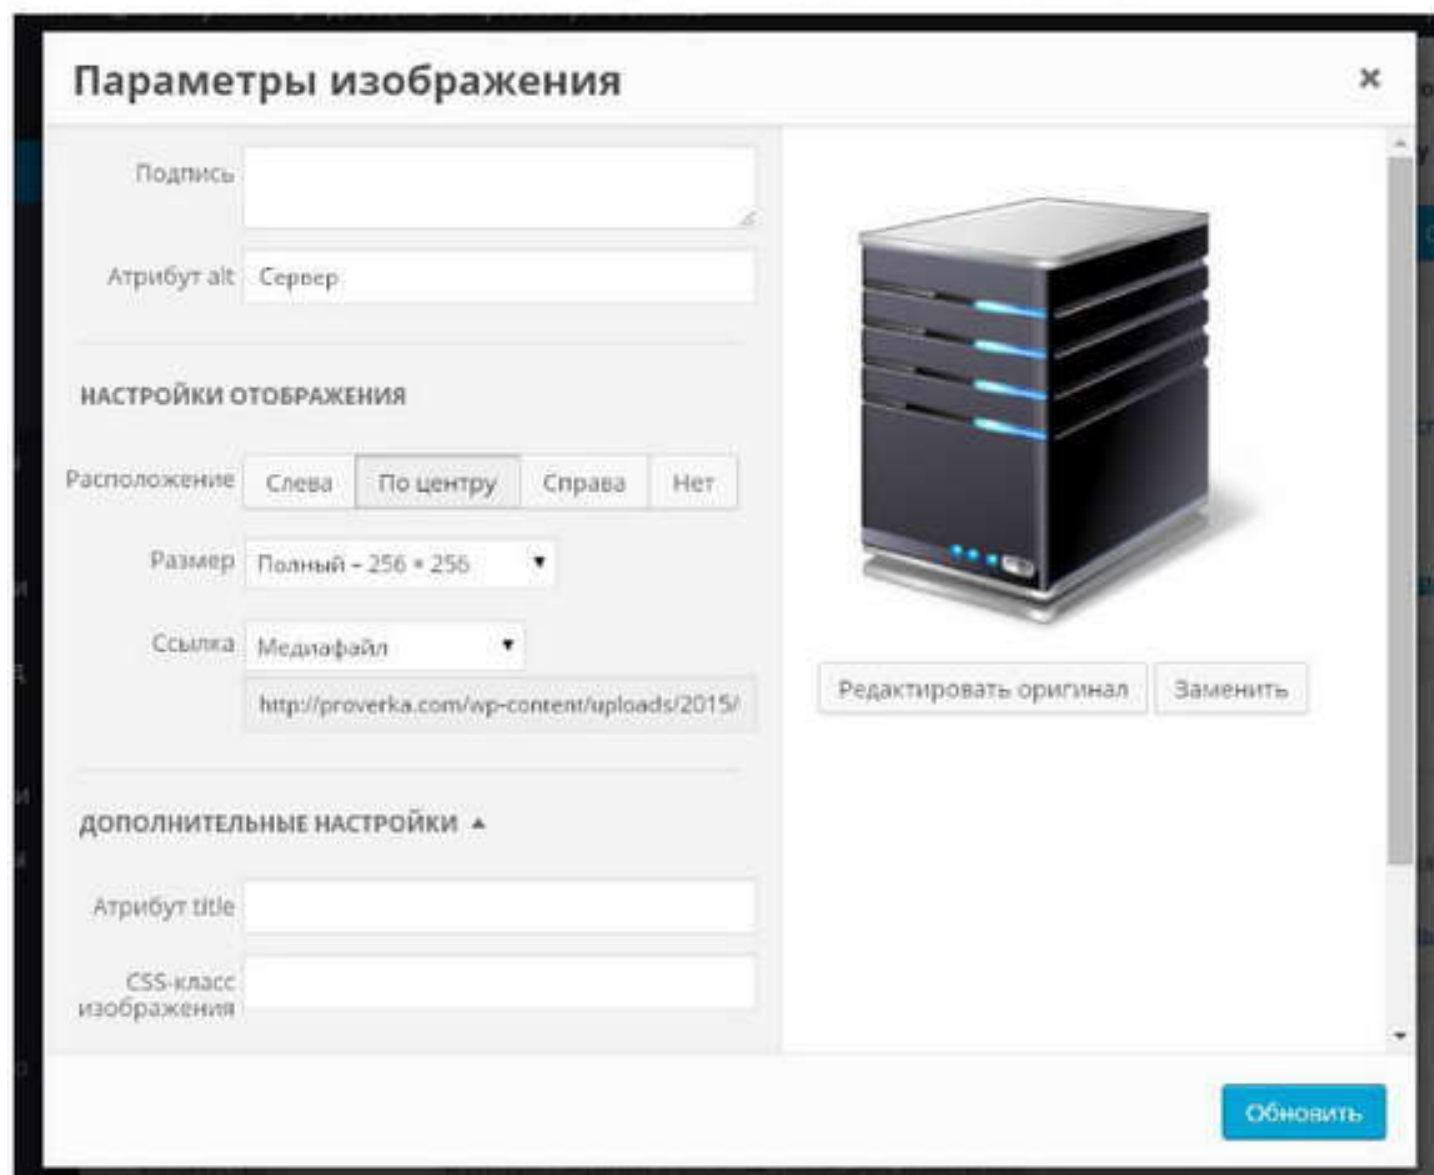 Параметры изображения ×
Подпись
Атрибут alt Сервер
НАСТРОЙКИ ОТОБРАЖЕНИЯ
Расположение Слева По центру Справа Нет
Размер Полный – 256 × 256
Ссылка Медиафайл
http://proverka.com/wp-content/uploads/2015/
Редактировать оригинал Заменить
ДОПОЛНИТЕЛЬНЫЕ НАСТРОЙКИ ▲
Атрибут title
CSS-класс
изображения
Обновить